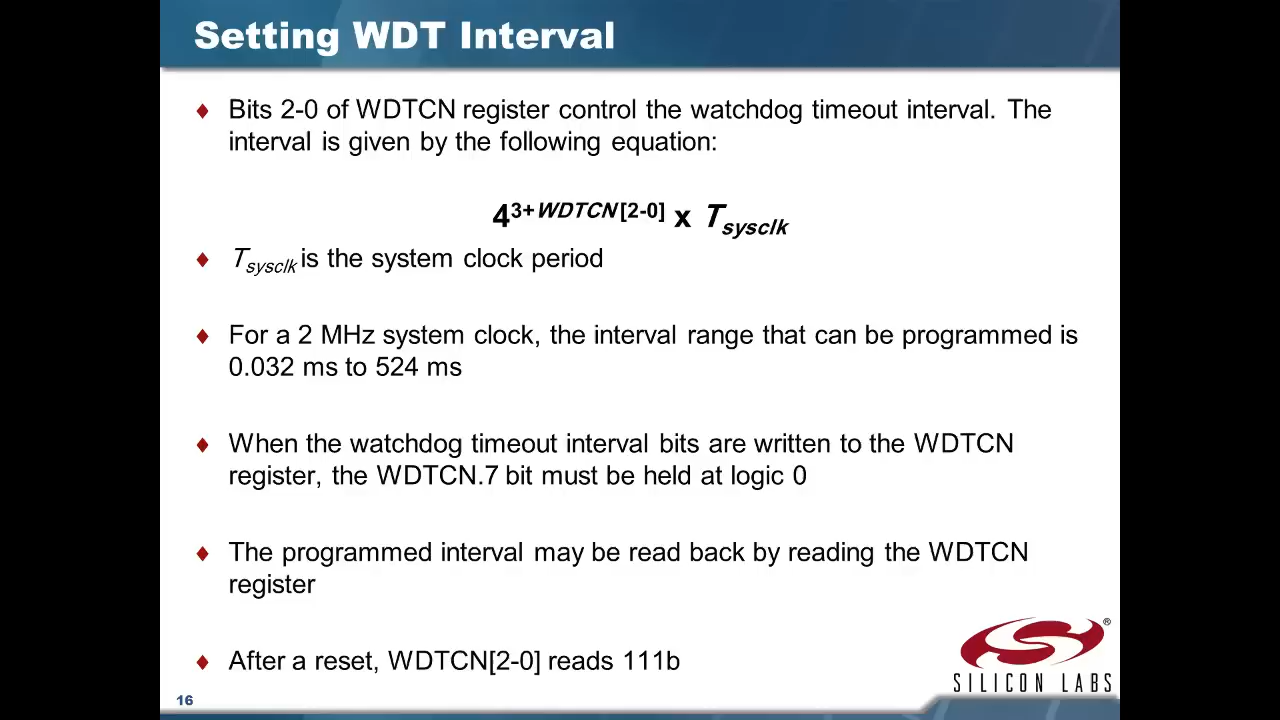 Setting WDT Interval
♦ Bits 2-0 of WDTCN register control the watchdog timeout interval. The
interval is given by the following equation:
4^{3+WDTCN[2-0]} x T_{sysclk}
♦ T_{sysclk} is the system clock period
♦ For a 2 MHz system clock, the interval range that can be programmed is
0.032 ms to 524 ms
♦ When the watchdog timeout interval bits are written to the WDTCN
register, the WDTCN.7 bit must be held at logic 0
♦ The programmed interval may be read back by reading the WDTCN
register
♦ After a reset, WDTCN[2-0] reads 111b
®
SILICON LABS
16